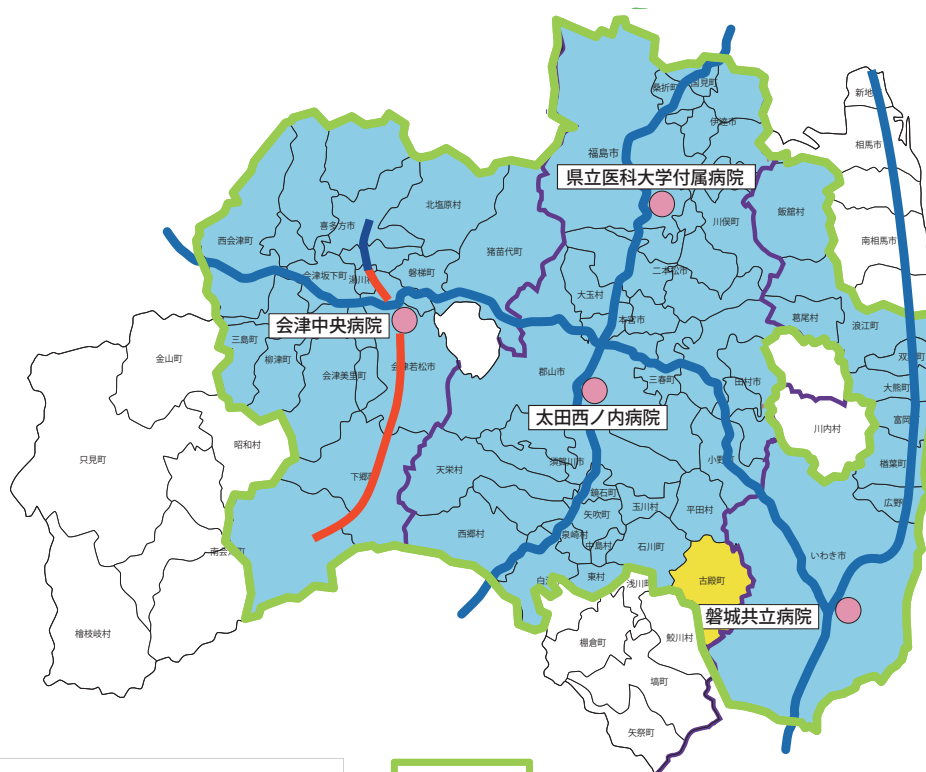 桑折町
国見町
新地
伊達市
相馬市
福島市
県立医科大学付属病院
北塩原村
飯舘村
喜多方市
川俣町
西会津町
南相馬市
猪苗代町
会津坂下町
湯川村
磐梯町
二本松市
大玉村
本宮市
葛尾村
浪江町
会津中央病院
三島町
金山町
柳津町
会津美里町
会津若松市
郡山市
三春町
田村市
大熊町
太田西ノ内病院
富岡
川内村
昭和村
只見町
下郷町
天栄村
須賀川市
小野町
楢葉町
鏡石町
玉川村
平田村
広野
矢吹町
西郷村
泉崎村
中島村
石川町
いわき市
南会津町
東村
浅川町
古殿町
磐城共立病院
檜枝岐村
棚倉町
鮫川村
塙町
矢祭町